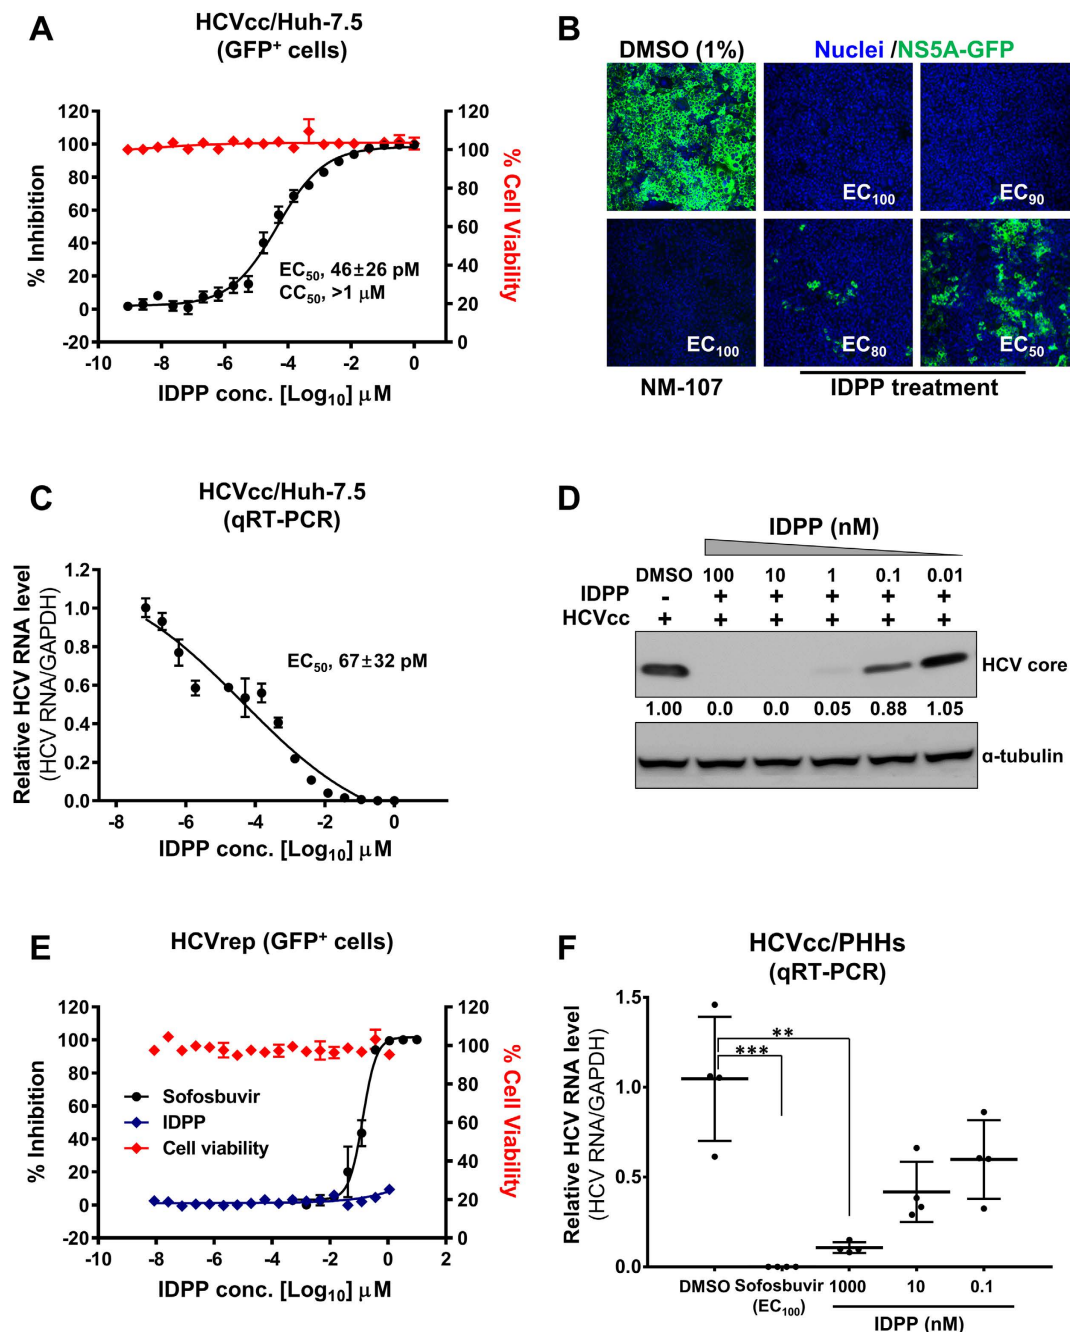 A
HCVcc/Huh-7.5
(GFP⁺ cells)
120
100
80
60
40
20
0
-20
% Inhibition
120
100
80
60
40
20
0
% Cell Viability
EC₅₀, 46±26 pM
CC₅₀, >1 μM
-10 -8 -6 -4 -2 0
IDPP conc. [Log₁₀] μM
B
DMSO (1%) Nuclei /NS5A-GFP
EC₁₀₀ EC₉₀
EC₁₀₀ EC₈₀ EC₅₀
NM-107 IDPP treatment
C
HCVcc/Huh-7.5
(qRT-PCR)
1.2
1.0
0.8
0.6
0.4
0.2
0.0
Relative HCV RNA level
(HCV RNA/GAPDH)
EC₅₀, 67±32 pM
-8 -6 -4 -2 0
IDPP conc. [Log₁₀] μM
D
IDPP (nM)
DMSO 100 10 1 0.1 0.01
IDPP - + + + + +
HCVcc + + + + + +
HCV core
1.00 0.0 0.0 0.05 0.88 1.05
α-tubulin
E
HCVrep (GFP⁺ cells)
120
100
80
60
40
20
0
-20
% Inhibition
120
100
80
60
40
20
0
% Cell Viability
Sofosbuvir
IDPP
Cell viability
-10 -8 -6 -4 -2 0 2
IDPP conc. [Log₁₀] μM
F
HCVcc/PHHs
(qRT-PCR)
1.5
1.0
0.5
0.0
Relative HCV RNA level
(HCV RNA/GAPDH)
**
***
DMSO Sofosbuvir 1000 10 0.1
(EC₁₀₀)
IDPP (nM)